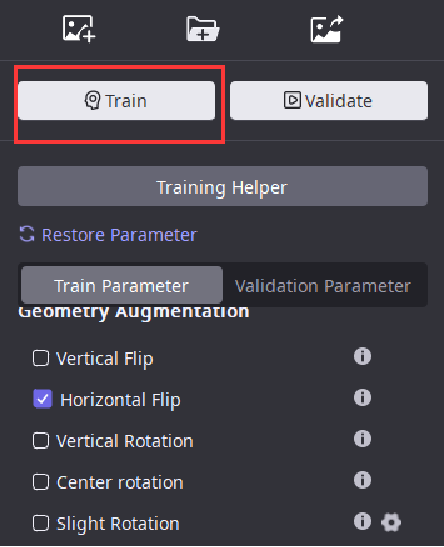 Train
Validate
Training Helper
Restore Parameter
Train Parameter
Validation Parameter
Geometry Augmentation
Vertical Flip
Horizontal Flip
Vertical Rotation
Center rotation
Slight Rotation